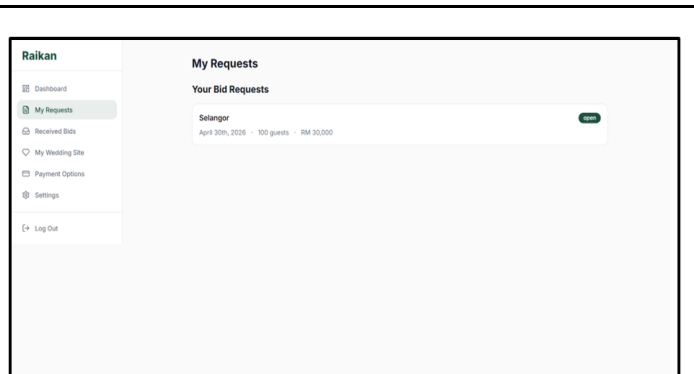 Raikan
Dashboard
My Requests
Received Bids
My Wedding Site
Payment Options
Settings
Log Out
My Requests
Your Bid Requests
Selangor
open
April 30th, 2026 · 100 guests · RM 30,000